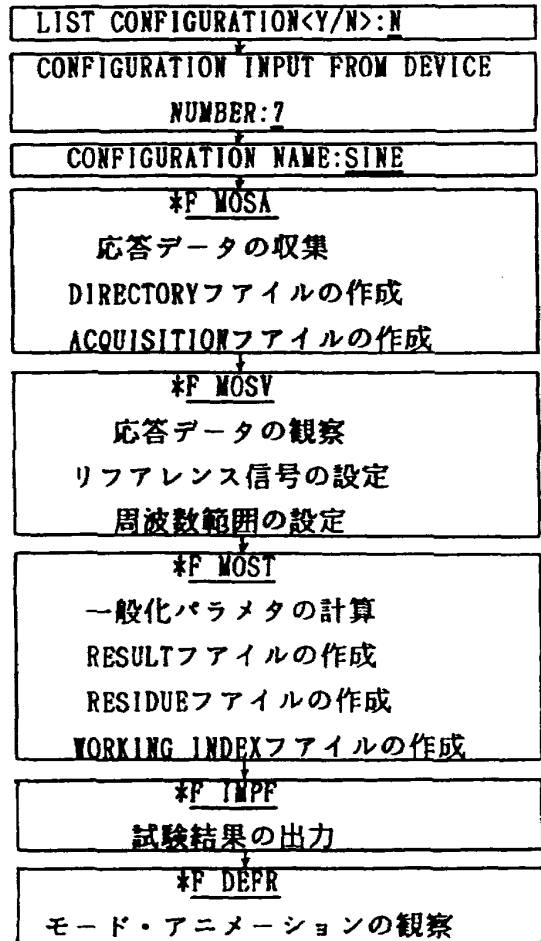 LIST CONFIGURATION<Y/N>:N
CONFIGURATION INPUT FROM DEVICE
NUMBER:7
CONFIGURATION NAME:SINE
*F MOSA
応答データの収集
DIRECTORYファイルの作成
ACQUISITIONファイルの作成
*F MOSV
応答データの観察
リファレンス信号の設定
周波数範囲の設定
*F MOST
一般化パラメタの計算
RESULTファイルの作成
RESIDUEファイルの作成
WORKING INDEXファイルの作成
*F IMPF
試験結果の出力
*F DEFR
モード・アニメーションの観察